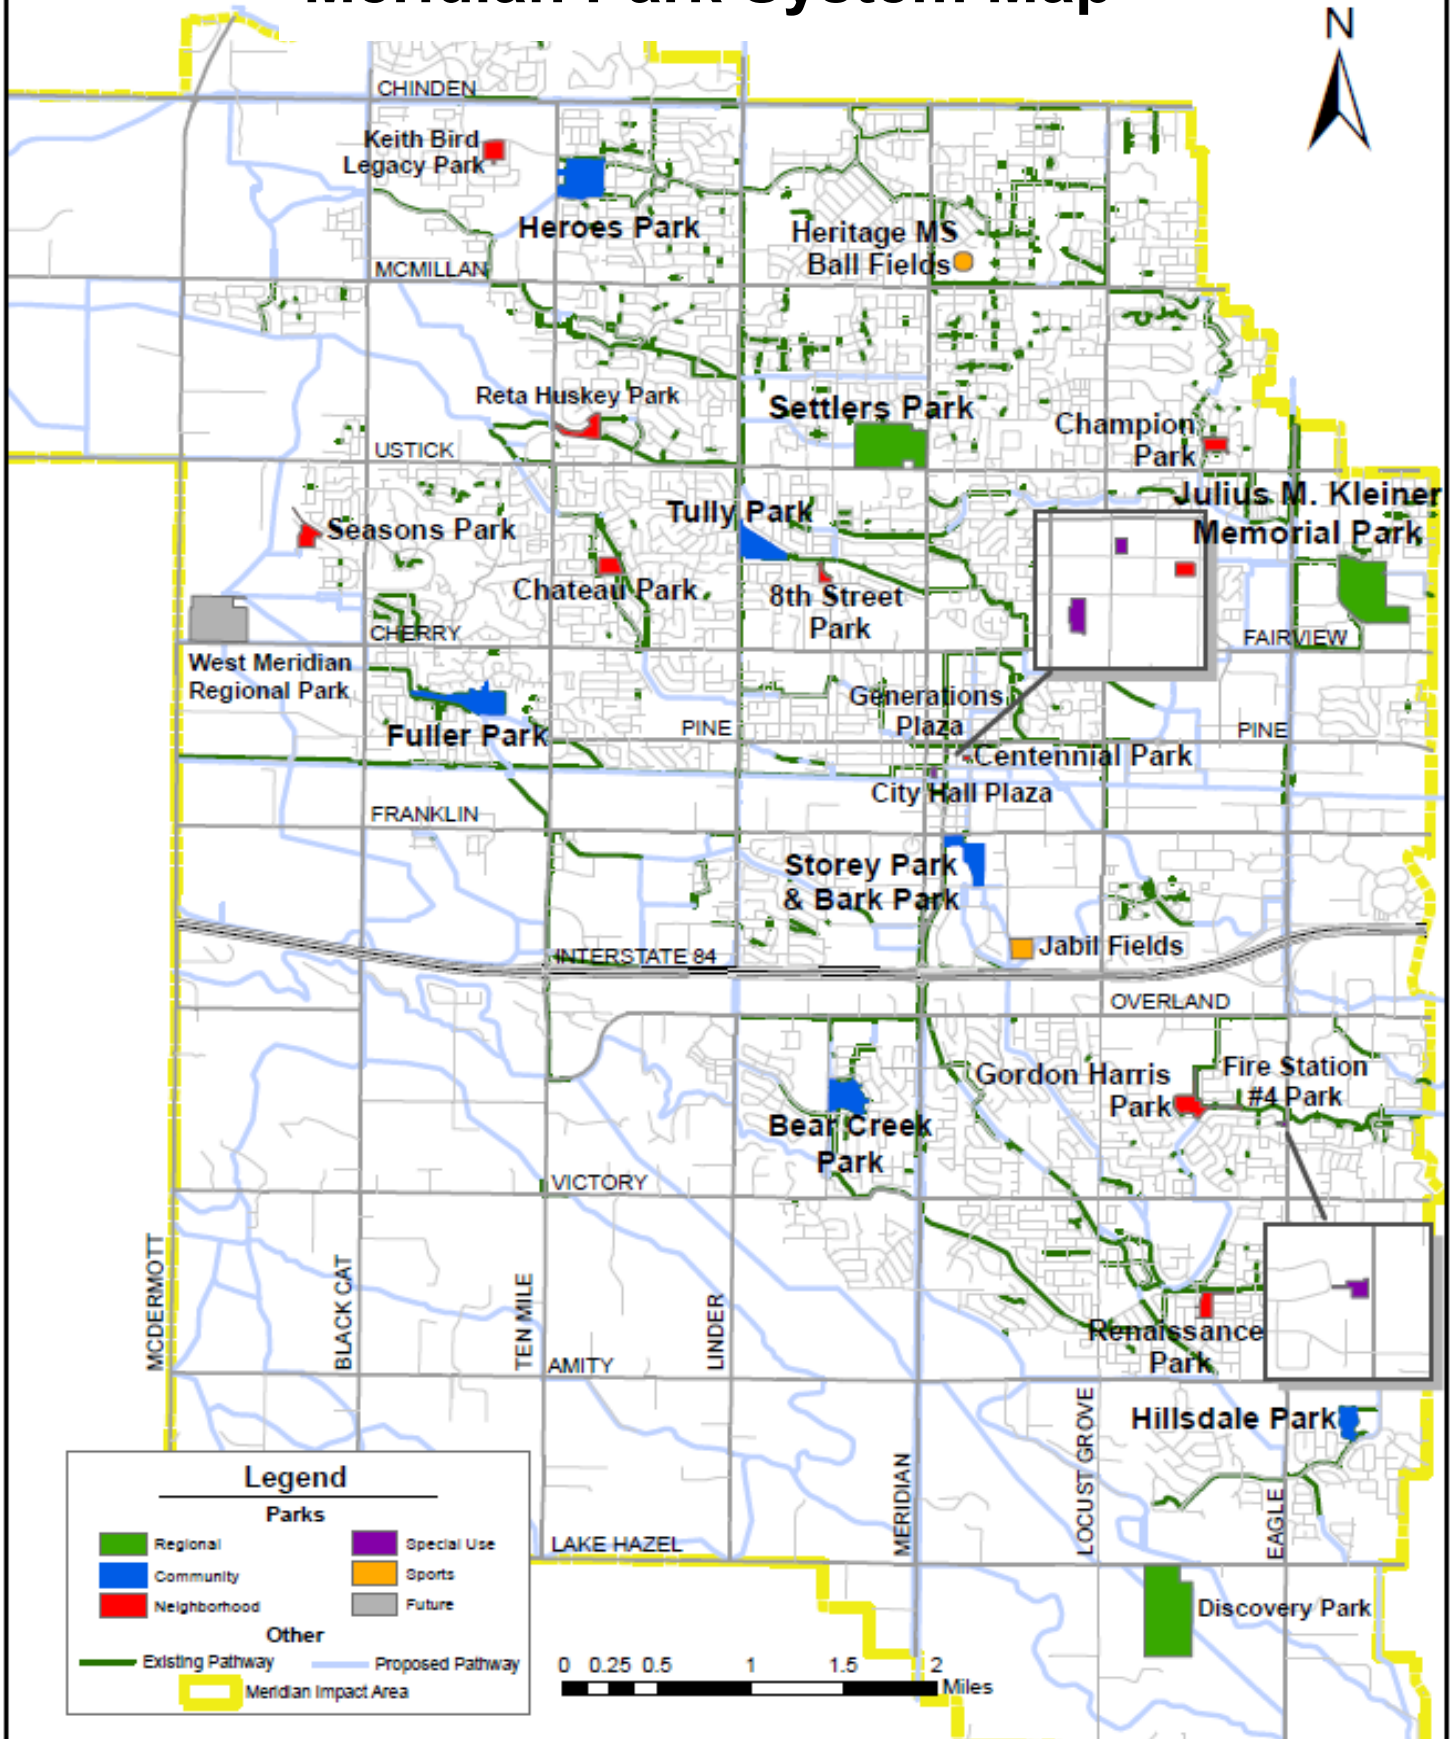 Meridian Park System Map
N
CHINDEN
Keith Bird
Legacy Park
Heroes Park
Heritage MS
Ball Fields
MCMILLAN
Reta Huskey Park
Settlers Park
Champion
Park
USTICK
Julius M. Kleiner
Memorial Park
Tully Park
Seasons Park
Chateau Park
8th Street
Park
CHERRY
FAIRVIEW
West Meridian
Regional Park
Generations
Plaza
Fuller Park
PINE
PINE
Centennial Park
City Hall Plaza
FRANKLIN
Storey Park
& Bark Park
Jabil Fields
INTERSTATE 84
OVERLAND
Gordon Harris
Park
Fire Station
#4 Park
Bear Creek
Park
VICTORY
MCDERMOTT
BLACK CAT
TEN MILE
LINDER
Renaissance
Park
AMITY
Hillsdale Park
MERIDIAN
LOCUST GROVE
EAGLE
LAKE HAZEL
Discovery Park
Legend
Parks
Regional
Special Use
Community
Sports
Neighborhood
Future
Other
Existing Pathway
Proposed Pathway
Meridian Impact Area
0 0.25 0.5 1 1.5 2
Miles